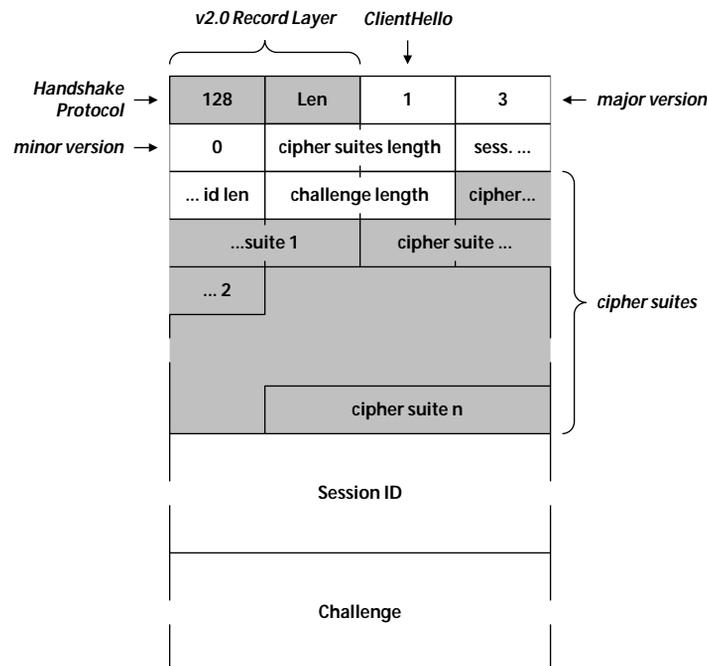 v2.0 Record Layer
ClientHello
Handshake
Protocol
128
Len
1
3
major version
minor version
0
cipher suites length
sess. ...
... id len
challenge length
cipher...
...suite 1
cipher suite ...
... 2
cipher suites
cipher suite n
Session ID
Challenge